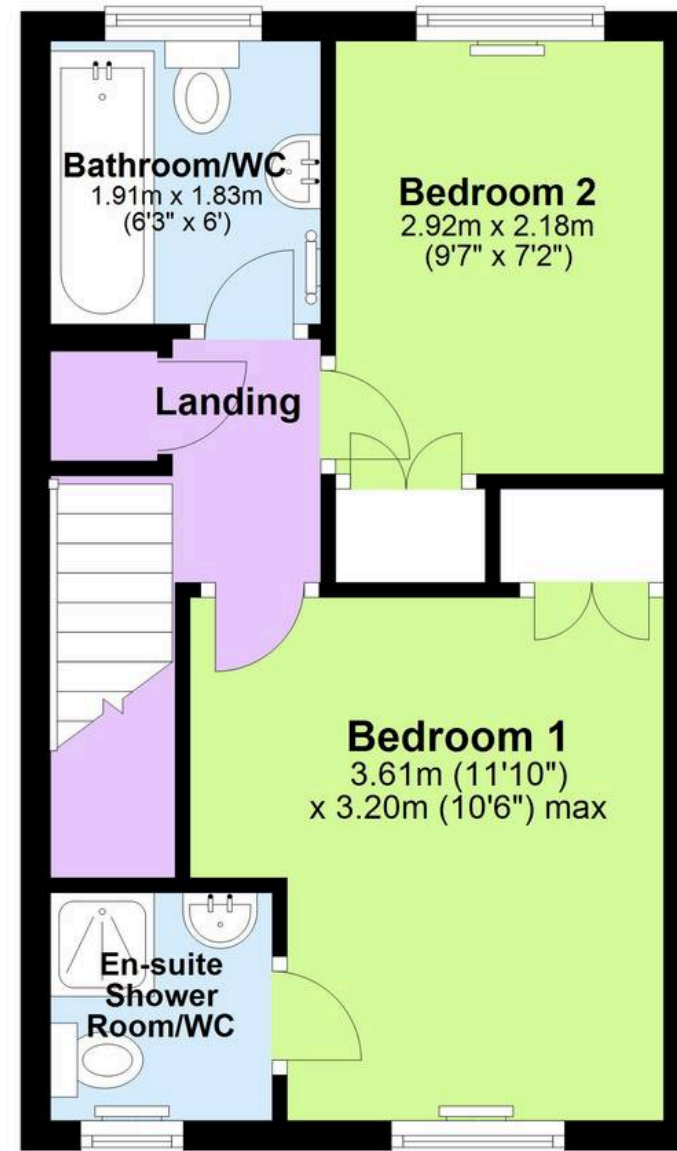 Bathroom/WC
1.91m x 1.83m
(6'3" x 6')
Bedroom 2
2.92m x 2.18m
(9'7" x 7'2")
Landing
Bedroom 1
3.61m (11'10")
x 3.20m (10'6") max
En-suite
Shower
Room/WC